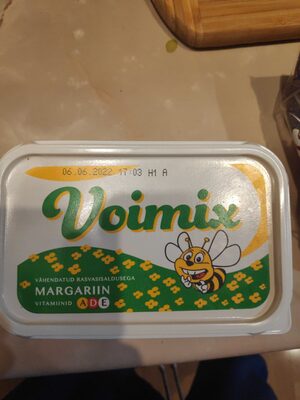 06.06.2022 17:03 H1 A
Voimix
VÄHENDATUD RASVASISALDUSEGA
MARGARIIN
VITAMIINID A D E